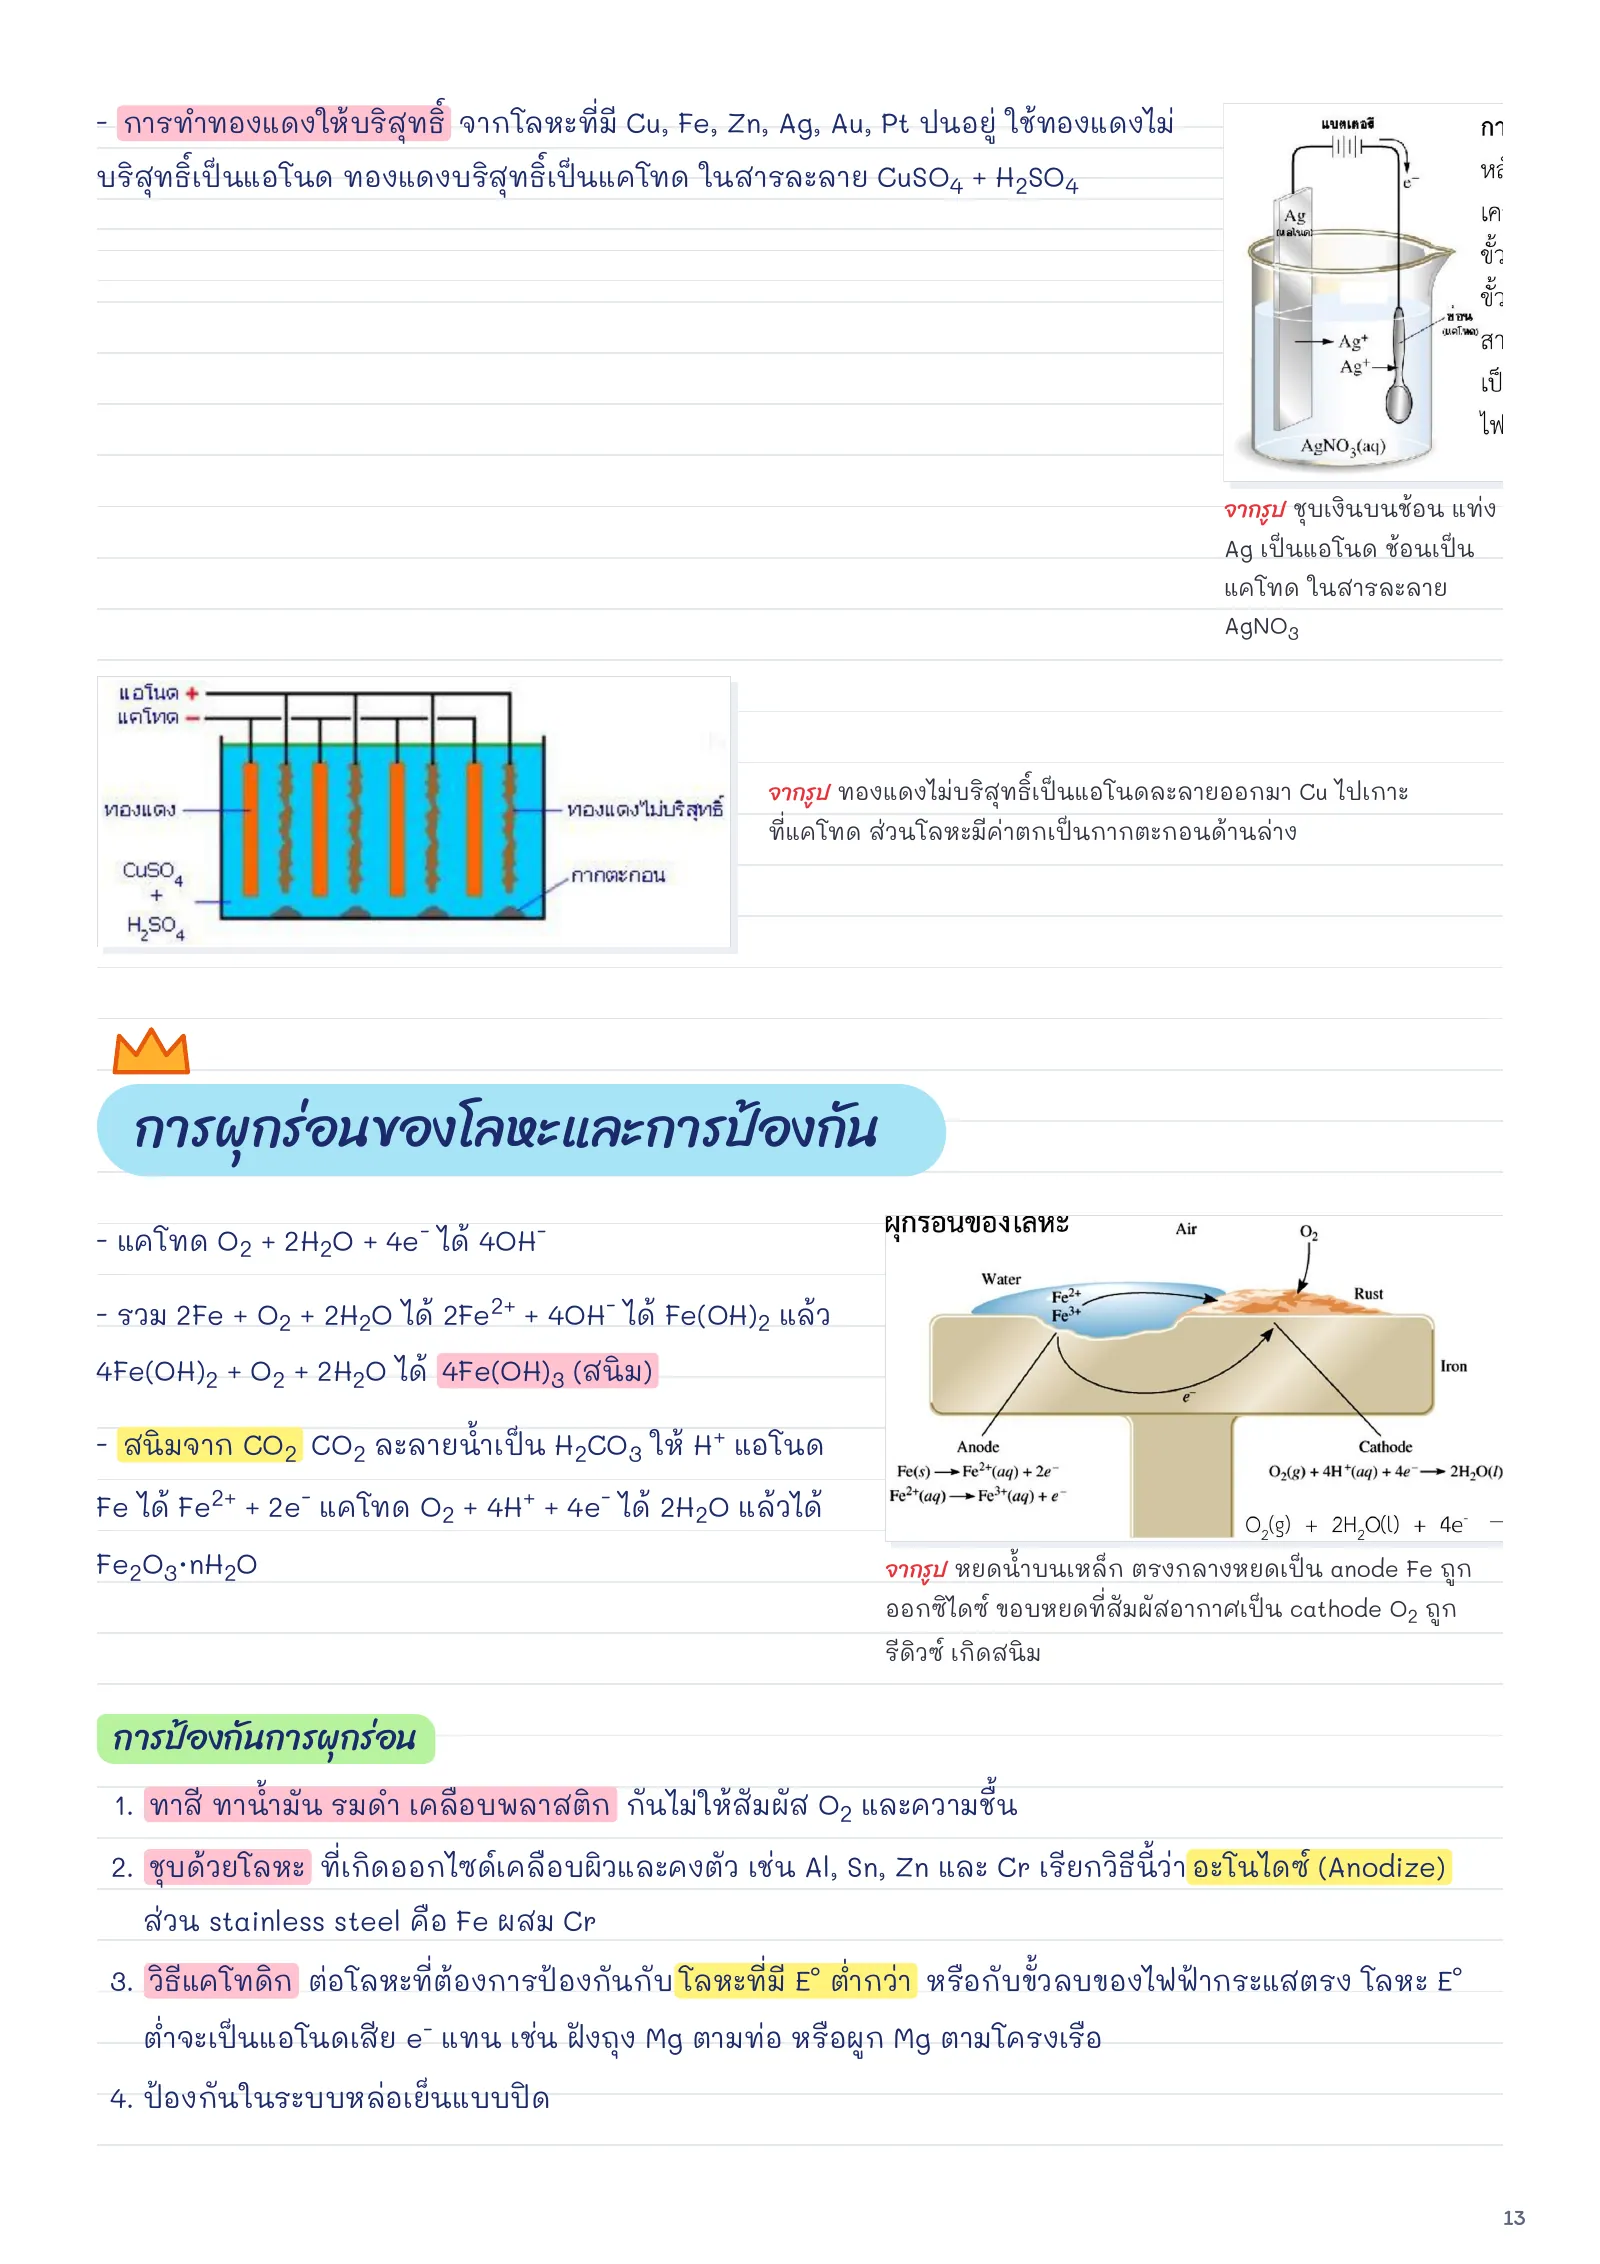 - การทำทองแดงให้บริสุทธิ์ จากโลหะที่มี Cu, Fe, Zn, Ag, Au, Pt ปนอยู่ ใช้ทองแดงไม่
บริสุทธิ์เป็นแอโนด ทองแดงบริสุทธิ์เป็นแคโทด ในสารละลาย CuSO₄ + H₂SO₄
แบตเตอรี่
e⁻
Ag
(แอโนด)
ช้อน
(แคโทด)
Ag⁺
Ag⁺
AgNO₃(aq)
กา
เค
ขั้ว
ขั้ว
สา
เป็
ไฟ
จากรูป ชุบเงินบนช้อน แท่ง
Ag เป็นแอโนด ช้อนเป็น
แคโทด ในสารละลาย
AgNO₃
แอโนด +
แคโทด −
ทองแดง
ทองแดงไม่บริสุทธิ์
CuSO₄
+
H₂SO₄
กากตะกอน
จากรูป ทองแดงไม่บริสุทธิ์เป็นแอโนดละลายออกมา Cu ไปเกาะ
ที่แคโทด ส่วนโลหะมีค่าตกเป็นกากตะกอนด้านล่าง
การผุกร่อนของโลหะและการป้องกัน
- แคโทด O₂ + 2H₂O + 4e⁻ ได้ 4OH⁻
- รวม 2Fe + O₂ + 2H₂O ได้ 2Fe²⁺ + 4OH⁻ ได้ Fe(OH)₂ แล้ว
4Fe(OH)₂ + O₂ + 2H₂O ได้ 4Fe(OH)₃ (สนิม)
- สนิมจาก CO₂ CO₂ ละลายน้ำเป็น H₂CO₃ ให้ H⁺ แอโนด
Fe ได้ Fe²⁺ + 2e⁻ แคโทด O₂ + 4H⁺ + 4e⁻ ได้ 2H₂O แล้วได้
Fe₂O₃·nH₂O
ผุกร่อนของโลหะ
Air
O₂
Water
Fe²⁺
Fe³⁺
Rust
Iron
e⁻
Anode
Fe(s) ⟶ Fe²⁺(aq) + 2e⁻
Fe²⁺(aq) ⟶ Fe³⁺(aq) + e⁻
Cathode
O₂(g) + 4H⁺(aq) + 4e⁻ ⟶ 2H₂O(l)
O₂(g) + 2H₂O(l) + 4e⁻ —
จากรูป หยดน้ำบนเหล็ก ตรงกลางหยดเป็น anode Fe ถูก
ออกซิไดซ์ ขอบหยดที่สัมผัสอากาศเป็น cathode O₂ ถูก
รีดิวซ์ เกิดสนิม
การป้องกันการผุกร่อน
1. ทาสี ทาน้ำมัน รมดำ เคลือบพลาสติก กันไม่ให้สัมผัส O₂ และความชื้น
2. ชุบด้วยโลหะ ที่เกิดออกไซด์เคลือบผิวและคงตัว เช่น Al, Sn, Zn และ Cr เรียกวิธีนี้ว่า อะโนไดซ์ (Anodize)
ส่วน stainless steel คือ Fe ผสม Cr
3. วิธีแคโทดิก ต่อโลหะที่ต้องการป้องกันกับ โลหะที่มี E° ต่ำกว่า หรือกับขั้วลบของไฟฟ้ากระแสตรง โลหะ E°
ต่ำจะเป็นแอโนดเสีย e⁻ แทน เช่น ฝังถุง Mg ตามท่อ หรือผูก Mg ตามโครงเรือ
4. ป้องกันในระบบหล่อเย็นแบบปิด
13